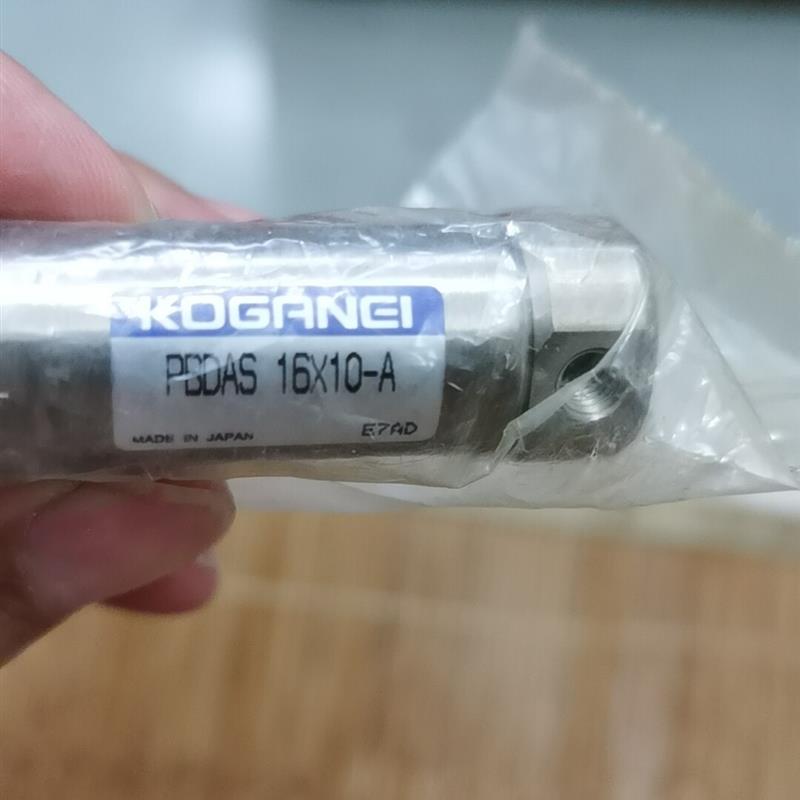 KOGANEI
PBDAS 16X10-A
MADE IN JAPAN E7AD